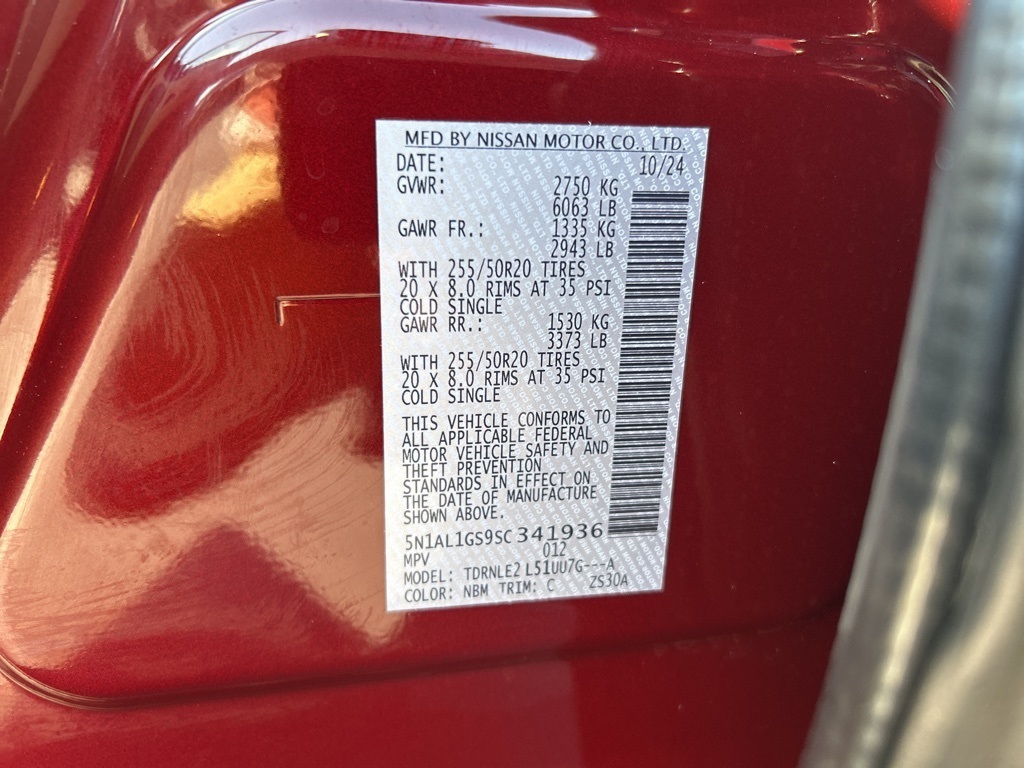 MFD BY NISSAN MOTOR CO., LTD.
DATE: 10/24
GVWR: 2750 KG
6063 LB
GAWR FR.: 1335 KG
2943 LB
WITH 255/50R20 TIRES
20 X 8.0 RIMS AT 35 PSI
COLD SINGLE
GAWR RR.: 1530 KG
3373 LB
WITH 255/50R20 TIRES
20 X 8.0 RIMS AT 35 PSI
COLD SINGLE
THIS VEHICLE CONFORMS TO
ALL APPLICABLE FEDERAL
MOTOR VEHICLE SAFETY AND
THEFT PREVENTION
STANDARDS IN EFFECT ON
THE DATE OF MANUFACTURE
SHOWN ABOVE.
5N1AL1GS9SC 341936
MPV 012
MODEL: TDRNLE2 L51UU7G---A
COLOR: NBM TRIM: C ZS30A